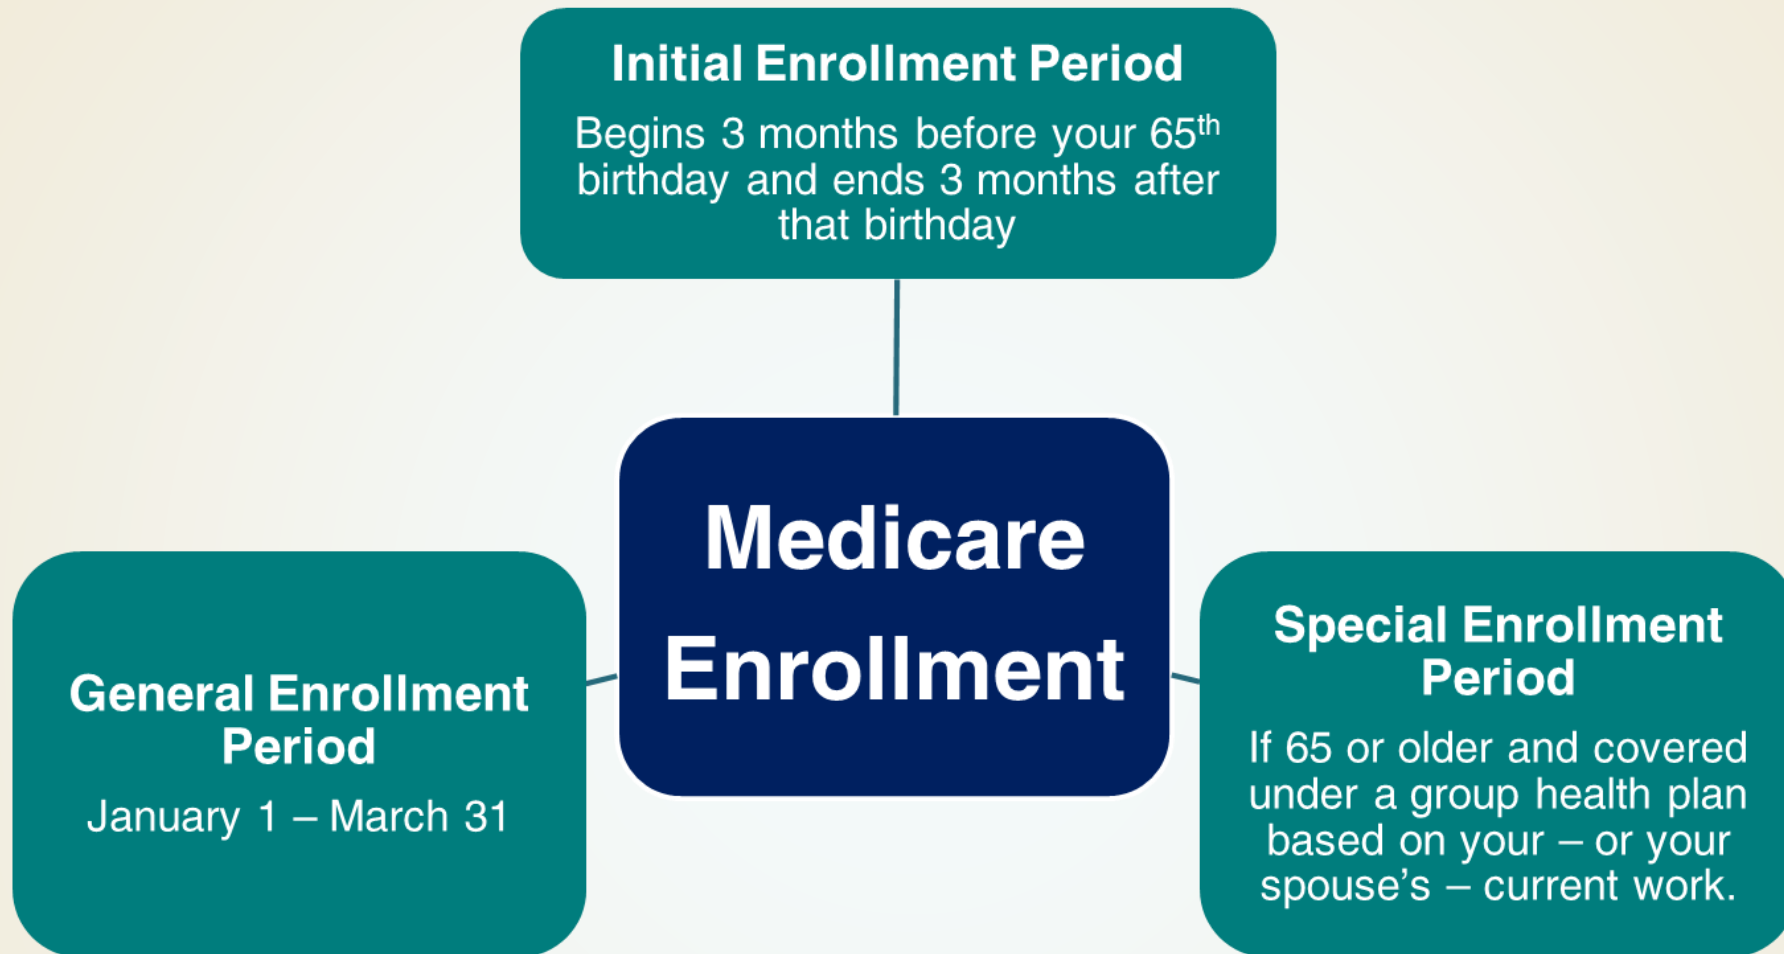 Initial Enrollment Period
Begins 3 months before your 65th
birthday and ends 3 months after
that birthday
Medicare
Enrollment
General Enrollment
Period
January 1 – March 31
Special Enrollment
Period
If 65 or older and covered
under a group health plan
based on your – or your
spouse's – current work.